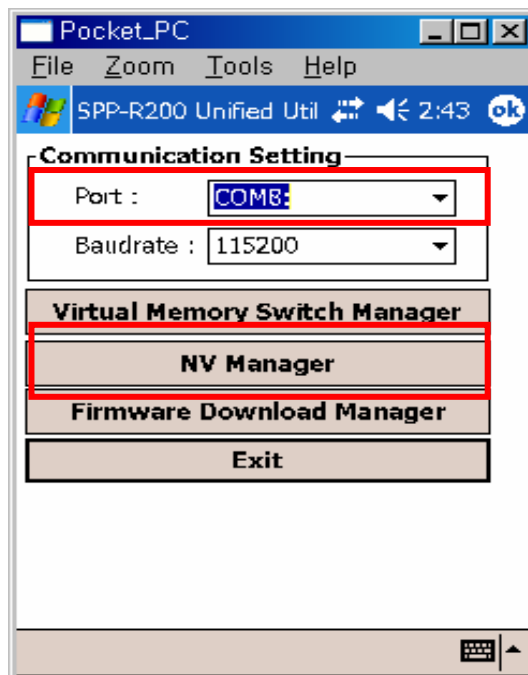 Pocket_PC
File Zoom Tools Help
SPP-R200 Unified Util 2:43 ok
Communication Setting
Port : COM8:
Baudrate : 115200
Virtual Memory Switch Manager
NV Manager
Firmware Download Manager
Exit